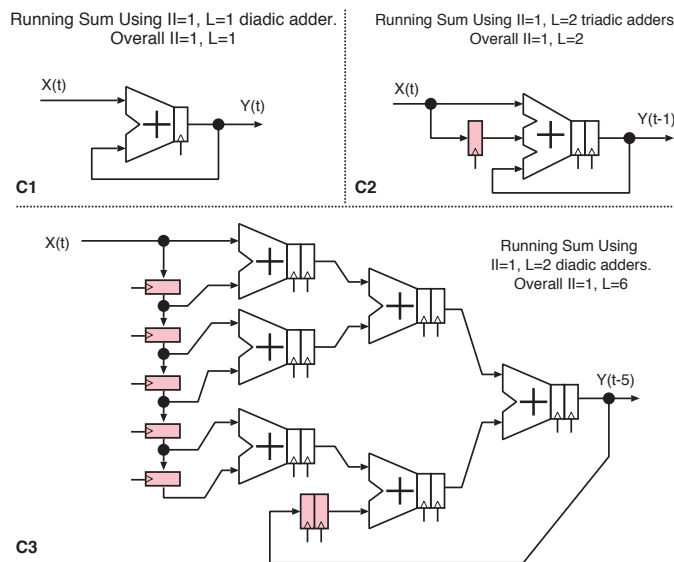 Running Sum Using II=1, L=1 diadic adder.
Overall II=1, L=1
X(t)
Y(t)
C1
Running Sum Using II=1, L=2 triadic adders
Overall II=1, L=2
X(t)
Y(t-1)
C2
X(t)
Running Sum Using
II=1, L=2 diadic adders.
Overall II=1, L=6
Y(t-5)
C3